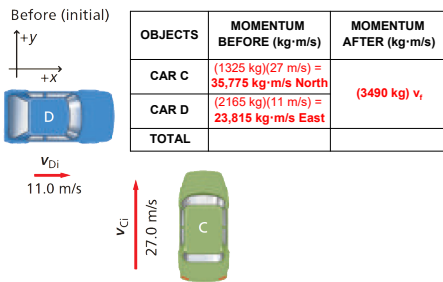 Before (initial)
+y
+x
D
vDi
11.0 m/s
OBJECTS
MOMENTUM
BEFORE (kg·m/s)
MOMENTUM
AFTER (kg·m/s)
CAR C
(1325 kg)(27 m/s) =
35,775 kg·m/s North
(3490 kg) vf
CAR D
(2165 kg)(11 m/s) =
23,815 kg·m/s East
TOTAL
vCi
27.0 m/s
C